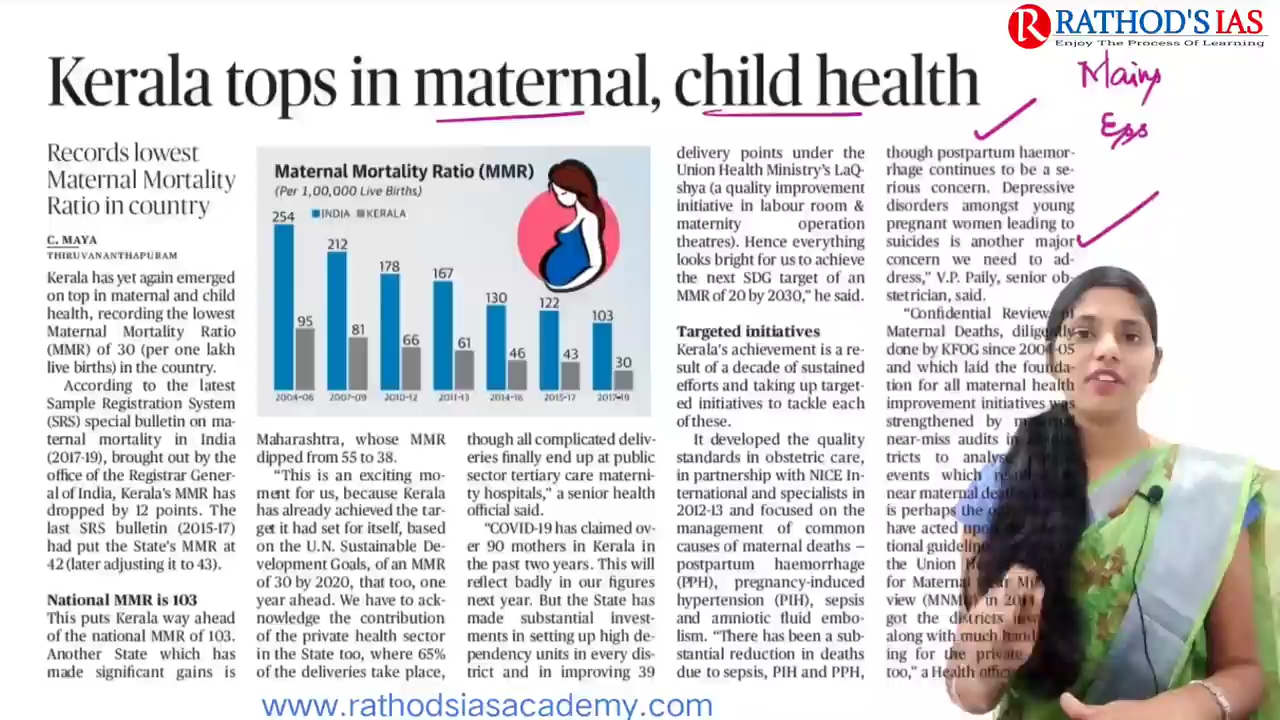 RATHOD'S IAS
Enjoy The Process Of Learning
Mains
Kerala tops in maternal, child health
Records lowest
Maternal Mortality
Ratio in country
C. MAYA
THIRUVANANTHAPURAM
Kerala has yet again emerged
on top in maternal and child
health, recording the lowest
Maternal Mortality Ratio
(MMR) of 30 (per one lakh
live births) in the country.
According to the latest
Sample Registration System
(SRS) special bulletin on ma-
ternal mortality in India
(2017-19), brought out by the
office of the Registrar Gener-
al of India, Kerala's MMR has
dropped by 12 points. The
last SRS bulletin (2015-17)
had put the State's MMR at
42 (later adjusting it to 43).
National MMR is 103
This puts Kerala way ahead
of the national MMR of 103.
Another State which has
made significant gains is
Maternal Mortality Ratio (MMR)
(Per 1,00,000 Live Births)
INDIA KERALA
254 95
212 81
178 66
167 61
130 46
122 43
103 30
2004-06 2007-09 2010-12 2011-13 2014-16 2015-17 2017-19
Maharashtra, whose MMR
dipped from 55 to 38.
"This is an exciting mo-
ment for us, because Kerala
has already achieved the tar-
get it had set for itself, based
on the U.N. Sustainable De-
velopment Goals, of an MMR
of 30 by 2020, that too, one
year ahead. We have to ack-
nowledge the contribution
of the private health sector
in the State too, where 65%
of the deliveries take place,
though all complicated deliv-
eries finally end up at public
sector tertiary care materni-
ty hospitals," a senior health
official said.
"COVID-19 has claimed ov-
er 90 mothers in Kerala in
the past two years. This will
reflect badly in our figures
next year. But the State has
made substantial invest-
ments in setting up high de-
pendency units in every dis-
trict and in improving 39
delivery points under the
Union Health Ministry's LaQ-
shya (a quality improvement
initiative in labour room &
maternity operation
theatres). Hence everything
looks bright for us to achieve
the next SDG target of an
MMR of 20 by 2030," he said.
Targeted initiatives
Kerala's achievement is a re-
sult of a decade of sustained
efforts and taking up target-
ed initiatives to tackle each
of these.
It developed the quality
standards in obstetric care,
in partnership with NICE In-
ternational and specialists in
2012-13 and focused on the
management of common
causes of maternal deaths –
postpartum haemorrhage
(PPH), pregnancy-induced
hypertension (PIH), sepsis
and amniotic fluid embo-
lism. "There has been a sub-
stantial reduction in deaths
due to sepsis, PIH and PPH,
though postpartum haemor-
rhage continues to be a se-
rious concern. Depressive
disorders amongst young
pregnant women leading to
suicides is another major
concern we need to ad-
dress," V.P. Paily, senior ob-
stetrician, said.
"Confidential Review of
Maternal Deaths, diligently
done by KFOG since 2004-05
and which laid the founda-
tion for all maternal health
improvement initiatives was
strengthened by
near-miss audits in
tricts to analyse
events which
near maternal
is perhaps the
have acted upon
tional
the Union
for Maternal
view
got the districts
along with much
ing for the private
too," a Health
www.rathodsiasacademy.com